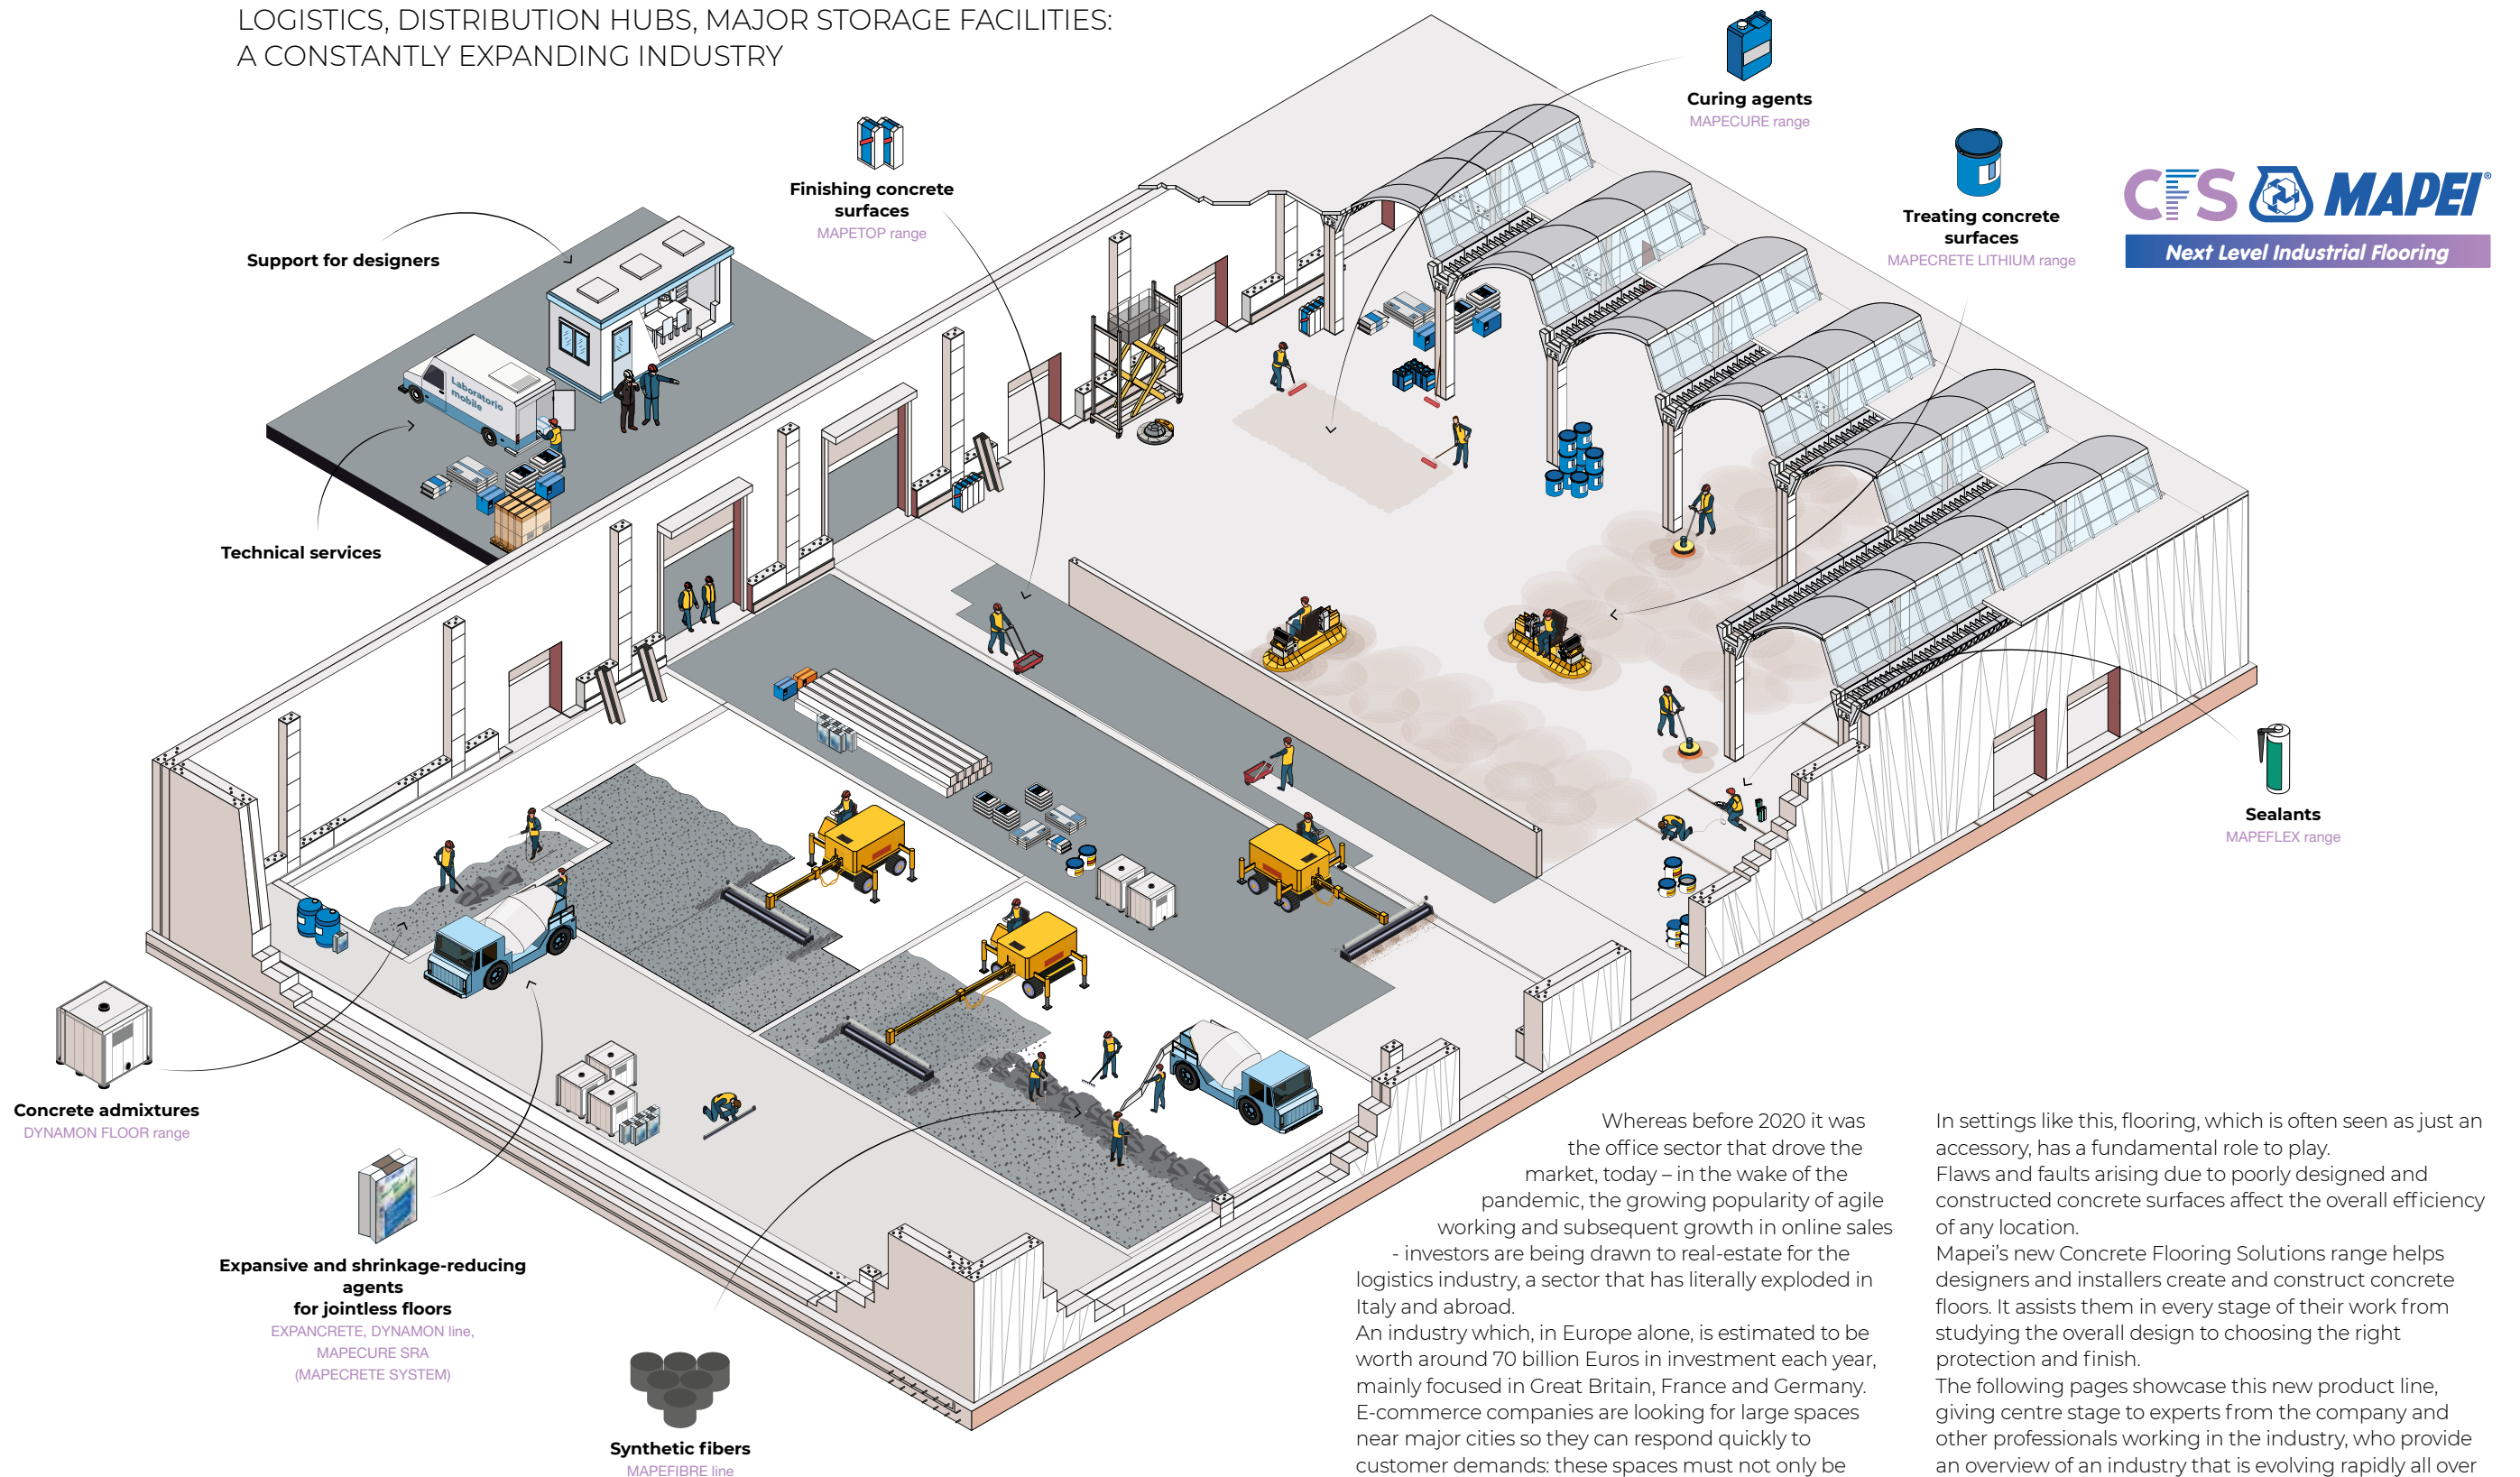 LOGISTICS, DISTRIBUTION HUBS, MAJOR STORAGE FACILITIES:
A CONSTANTLY EXPANDING INDUSTRY
Curing agents
MAPECURE range
Finishing concrete
surfaces
MAPETOP range
Treating concrete
surfaces
MAPECRETE LITHIUM range
CFS MAPEI®
Next Level Industrial Flooring
Support for designers
Laboratorio
mobile
Technical services
Sealants
MAPEFLEX range
Concrete admixtures
DYNAMON FLOOR range
Expansive and shrinkage-reducing
agents
for jointless floors
EXPANCRETE, DYNAMON line,
MAPECURE SRA
(MAPECRETE SYSTEM)
Synthetic fibers
MAPEFIBRE line
Whereas before 2020 it was
the office sector that drove the
market, today – in the wake of the
pandemic, the growing popularity of agile
working and subsequent growth in online sales
- investors are being drawn to real-estate for the
logistics industry, a sector that has literally exploded in
Italy and abroad.
An industry which, in Europe alone, is estimated to be
worth around 70 billion Euros in investment each year,
mainly focused in Great Britain, France and Germany.
E-commerce companies are looking for large spaces
near major cities so they can respond quickly to
customer demands: these spaces must not only be
In settings like this, flooring, which is often seen as just an
accessory, has a fundamental role to play.
Flaws and faults arising due to poorly designed and
constructed concrete surfaces affect the overall efficiency
of any location.
Mapei's new Concrete Flooring Solutions range helps
designers and installers create and construct concrete
floors. It assists them in every stage of their work from
studying the overall design to choosing the right
protection and finish.
The following pages showcase this new product line,
giving centre stage to experts from the company and
other professionals working in the industry, who provide
an overview of an industry that is evolving rapidly all over